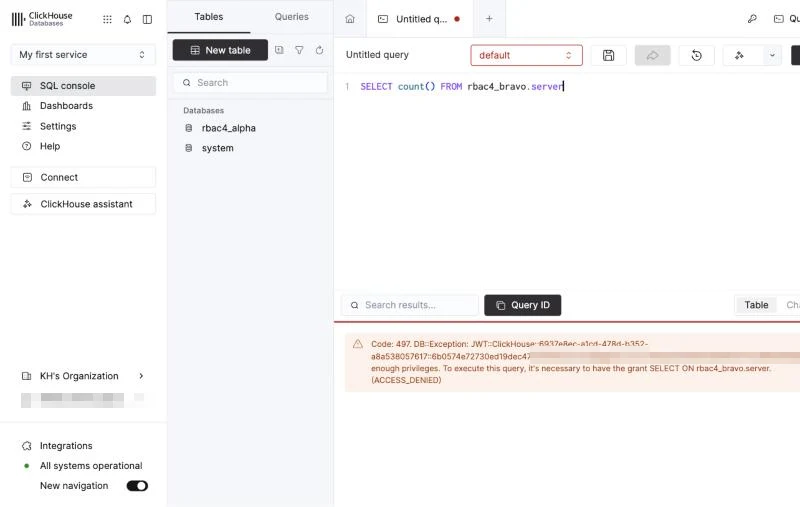 ClickHouse
Databases
My first service
SQL console
Dashboards
Settings
Help
Connect
ClickHouse assistant
KH's Organization
Integrations
All systems operational
New navigation
Tables
Queries
New table
Search
Databases
rbac4_alpha
system
Untitled q...
Untitled query
default
1 SELECT count() FROM rbac4_bravo.server
Search results...
Query ID
Table
Code: 497. DB::Exception: JWT::ClickHouse::6937e8ec-a1cd-478d-b352-
a8a538057617::6b0574e72730ed19dec47
enough privileges. To execute this query, it's necessary to have the grant SELECT ON rbac4_bravo.server.
(ACCESS_DENIED)